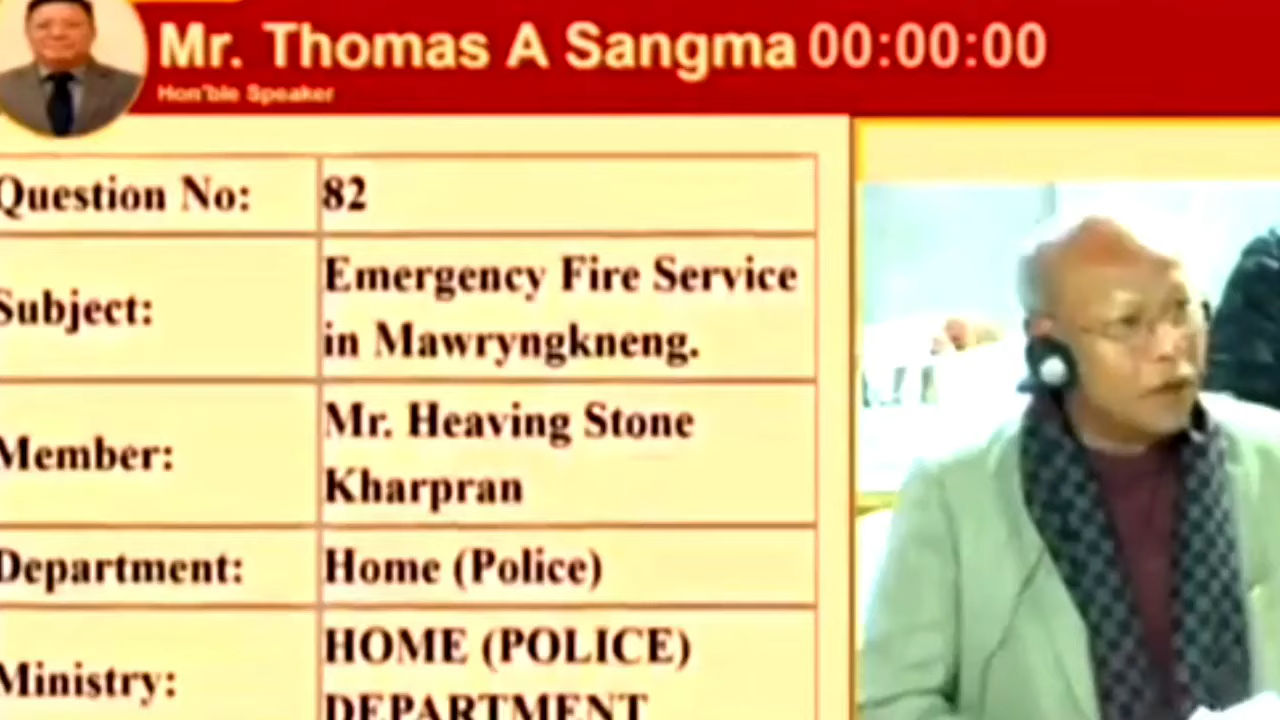 Mr. Thomas A Sangma 00:00:00
Hon'ble Speaker
Question No: 82
Subject: Emergency Fire Service
in Mawryngkneng.
Member: Mr. Heaving Stone
Kharpran
Department: Home (Police)
Ministry: HOME (POLICE)
DEPARTMENT